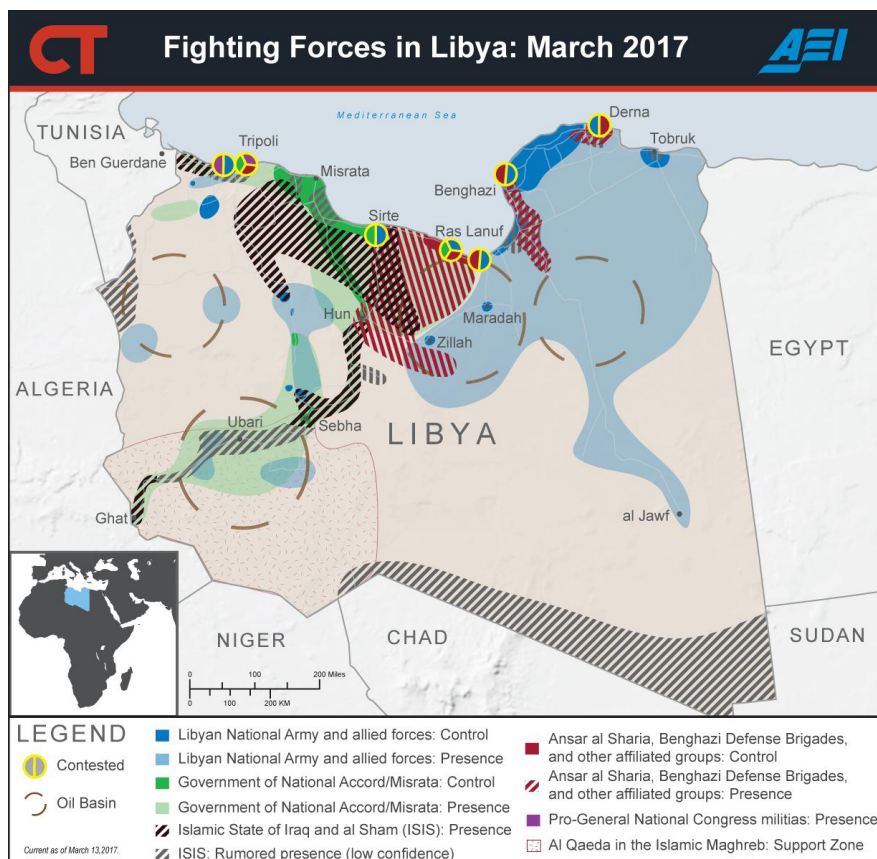 CT
Fighting Forces in Libya: March 2017
AEI
Mediterranean Sea
TUNISIA
Ben Guerdane
Tripoli
Misrata
Derna
Tobruk
Benghazi
Sirte
Ras Lanuf
Hun
Maradah
Zillah
EGYPT
ALGERIA
Ubari
Sebha
LIBYA
Ghat
al Jawf
NIGER
CHAD
SUDAN
0 100 200 Miles
0 100 200 KM
LEGEND
Contested
Oil Basin
Current as of March 13,2017.
Libyan National Army and allied forces: Control
Libyan National Army and allied forces: Presence
Government of National Accord/Misrata: Control
Government of National Accord/Misrata: Presence
Islamic State of Iraq and al Sham (ISIS): Presence
ISIS: Rumored presence (low confidence)
Ansar al Sharia, Benghazi Defense Brigades,
and other affiliated groups: Control
Ansar al Sharia, Benghazi Defense Brigades,
and other affiliated groups: Presence
Pro-General National Congress militias: Presence
Al Qaeda in the Islamic Maghreb: Support Zone